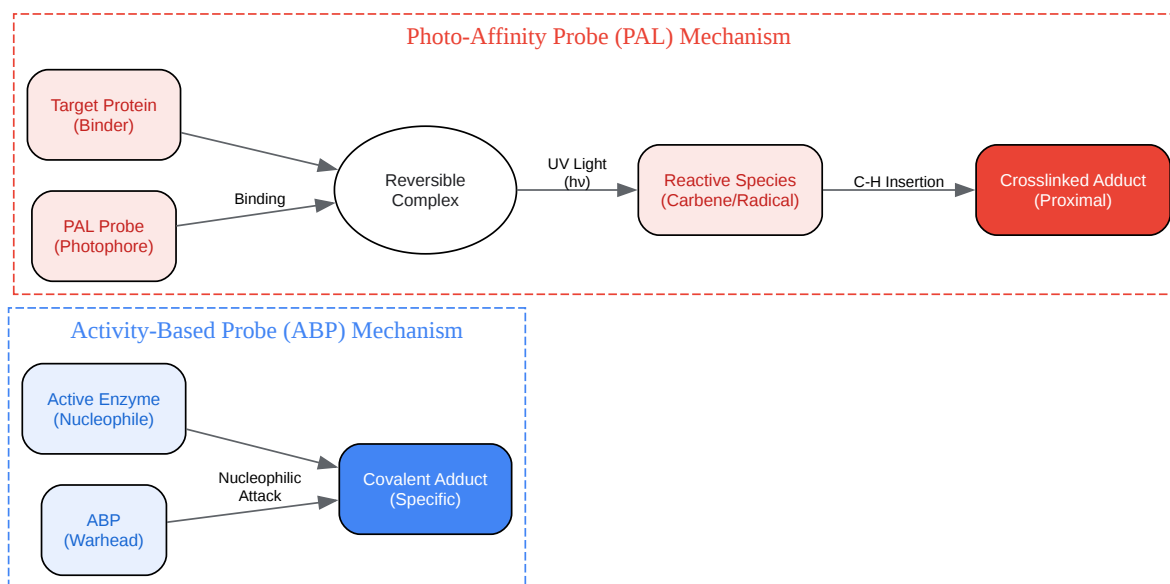 Photo-Affinity Probe (PAL) Mechanism
Target Protein
(Binder)
PAL Probe
(Photophore)
Binding
Reversible
Complex
UV Light
(hν)
Reactive Species
(Carbene/Radical)
C-H Insertion
Crosslinked Adduct
(Proximal)
Activity-Based Probe (ABP) Mechanism
Active Enzyme
(Nucleophile)
ABP
(Warhead)
Nucleophilic
Attack
Covalent Adduct
(Specific)